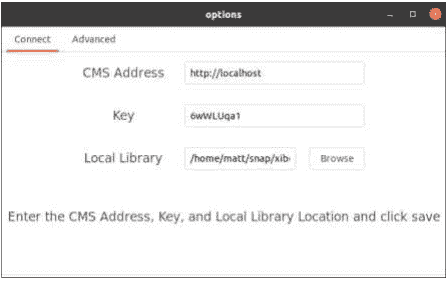 options
Connect Advanced
CMS Address http://localhost
Key 6wWLUqa1
Local Library /home/matt/snap/xib Browse
Enter the CMS Address, Key, and Local Library Location and click save